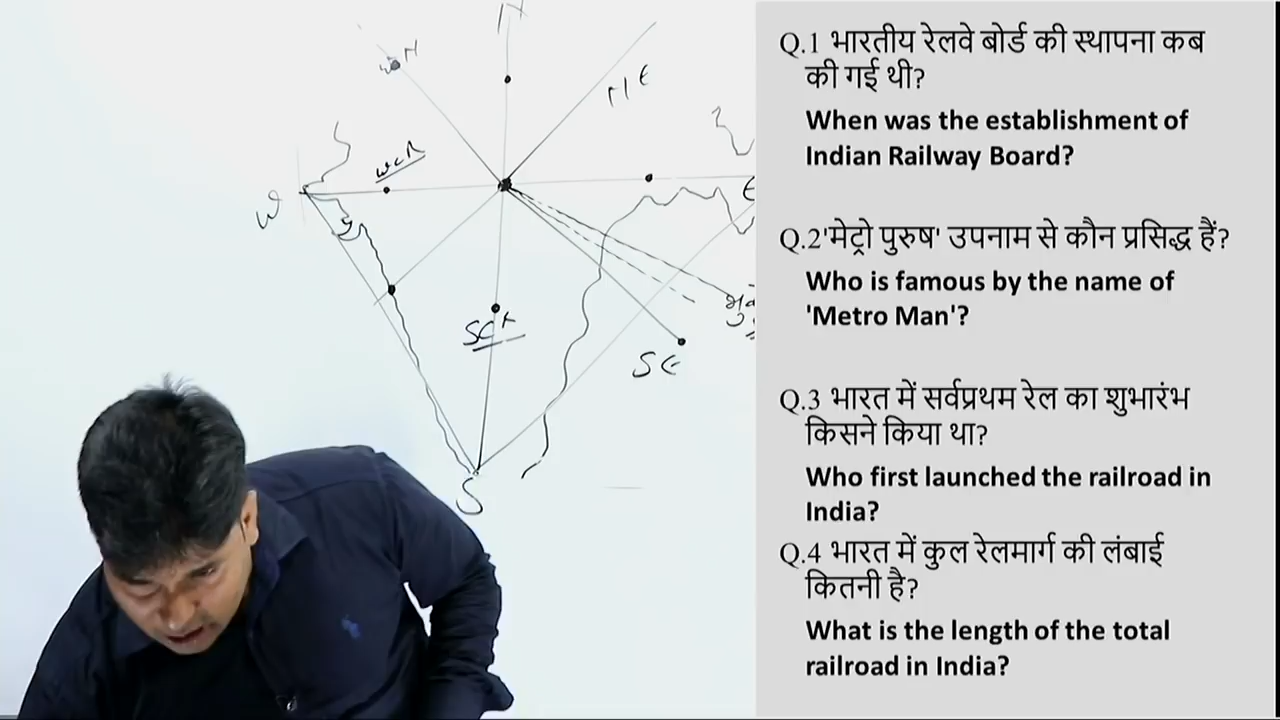 N
WN
NE
WCR
W
E
SCR
SE
S
Q.1 भारतीय रेलवे बोर्ड की स्थापना कब
की गई थी?
When was the establishment of
Indian Railway Board?
Q.2'मेट्रो पुरुष' उपनाम से कौन प्रसिद्ध हैं?
Who is famous by the name of
'Metro Man'?
Q.3 भारत में सर्वप्रथम रेल का शुभारंभ
किसने किया था?
Who first launched the railroad in
India?
Q.4 भारत में कुल रेलमार्ग की लंबाई
कितनी है?
What is the length of the total
railroad in India?